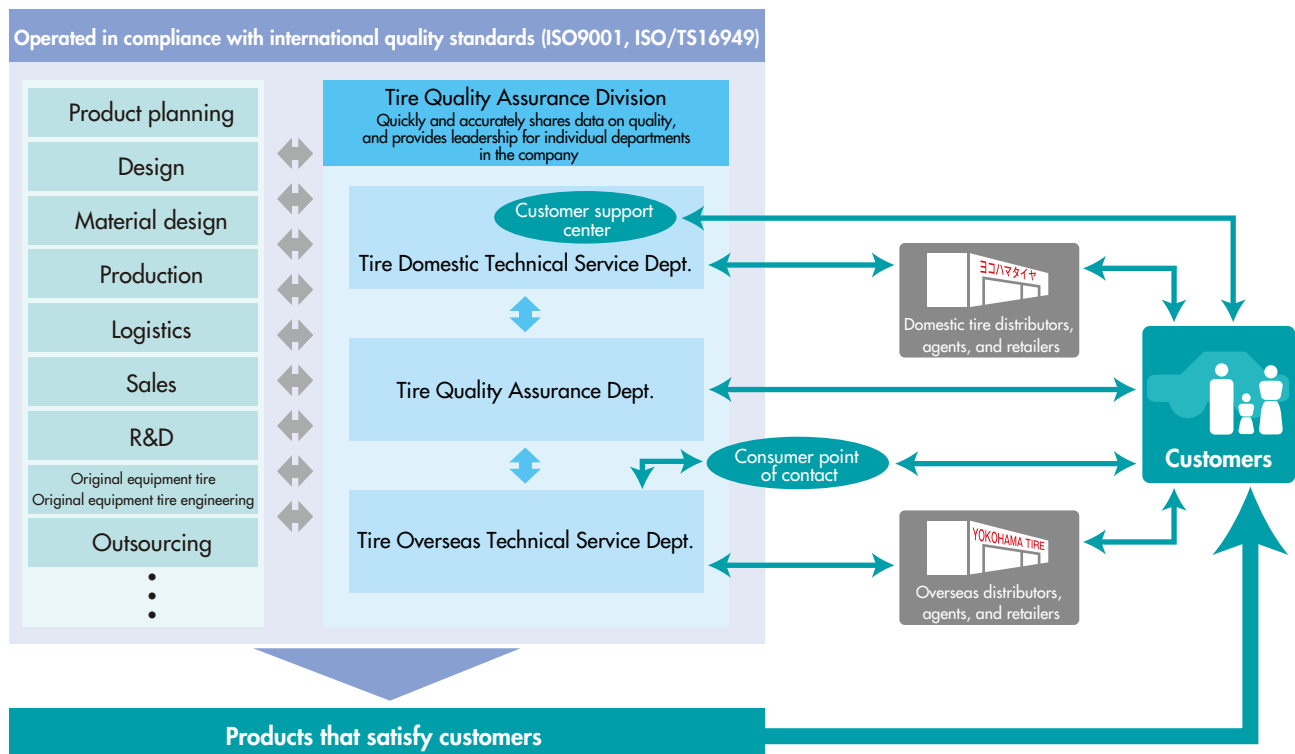 Operated in compliance with international quality standards (ISO9001, ISO/TS16949)
Product planning
Design
Material design
Production
Logistics
Sales
R&D
Original equipment tire
Original equipment tire engineering
Outsourcing
Tire Quality Assurance Division
Quickly and accurately shares data on quality,
and provides leadership for individual departments
in the company
Customer support
center
Tire Domestic Technical Service Dept.
Tire Quality Assurance Dept.
Tire Overseas Technical Service Dept.
Consumer point
of contact
ヨコハマタイヤ
Domestic tire distributors,
agents, and retailers
YOKOHAMA TIRE
Overseas distributors,
agents, and retailers
Customers
Products that satisfy customers